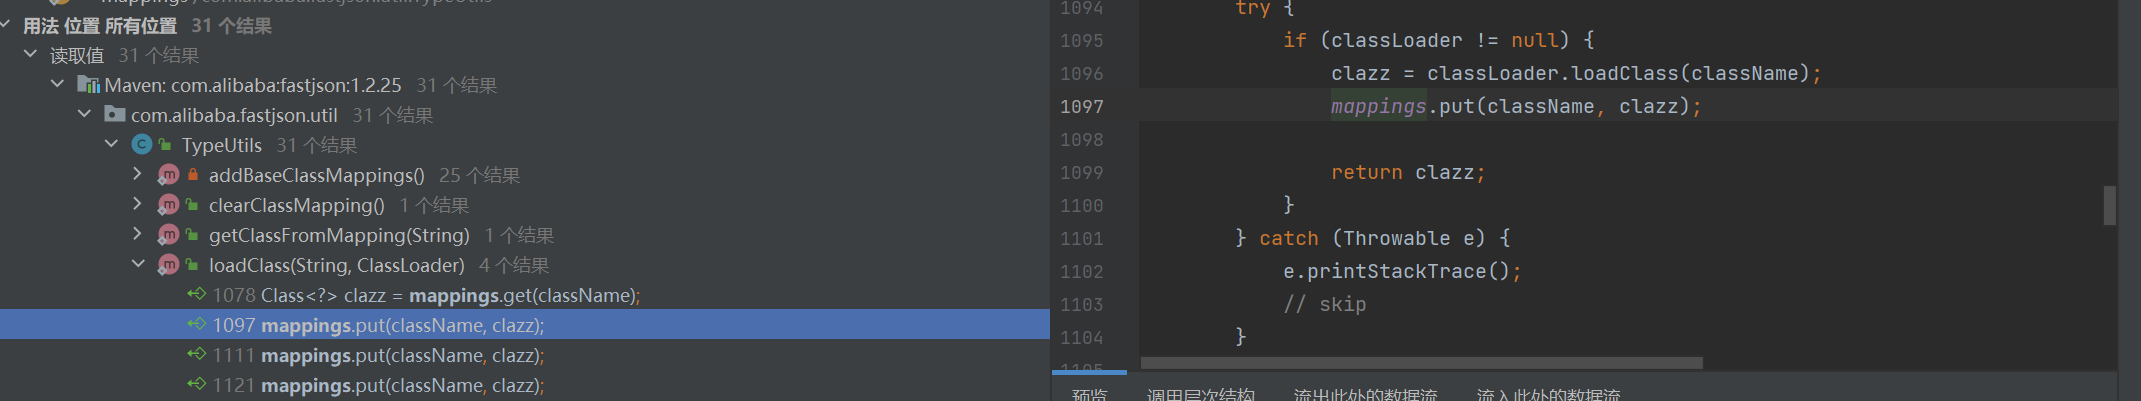 mappings
用法 位置 所有位置 31 个结果
读取值 31 个结果
Maven: com.alibaba:fastjson:1.2.25 31 个结果
com.alibaba.fastjson.util 31 个结果
TypeUtils 31 个结果
addBaseClassMappings() 25 个结果
clearClassMapping() 1 个结果
getClassFromMapping(String) 1 个结果
loadClass(String, ClassLoader) 4 个结果
1078 Class<?> clazz = mappings.get(className);
1097 mappings.put(className, clazz);
1111 mappings.put(className, clazz);
1121 mappings.put(className, clazz);
1094 try {
1095 if (classLoader != null) {
1096 clazz = classLoader.loadClass(className);
1097 mappings.put(className, clazz);
1098
1099 return clazz;
1100 }
1101 } catch (Throwable e) {
1102 e.printStackTrace();
1103 // skip
1104 }
1105
预览 调用层次结构 流出此处的数据流 流入此处的数据流